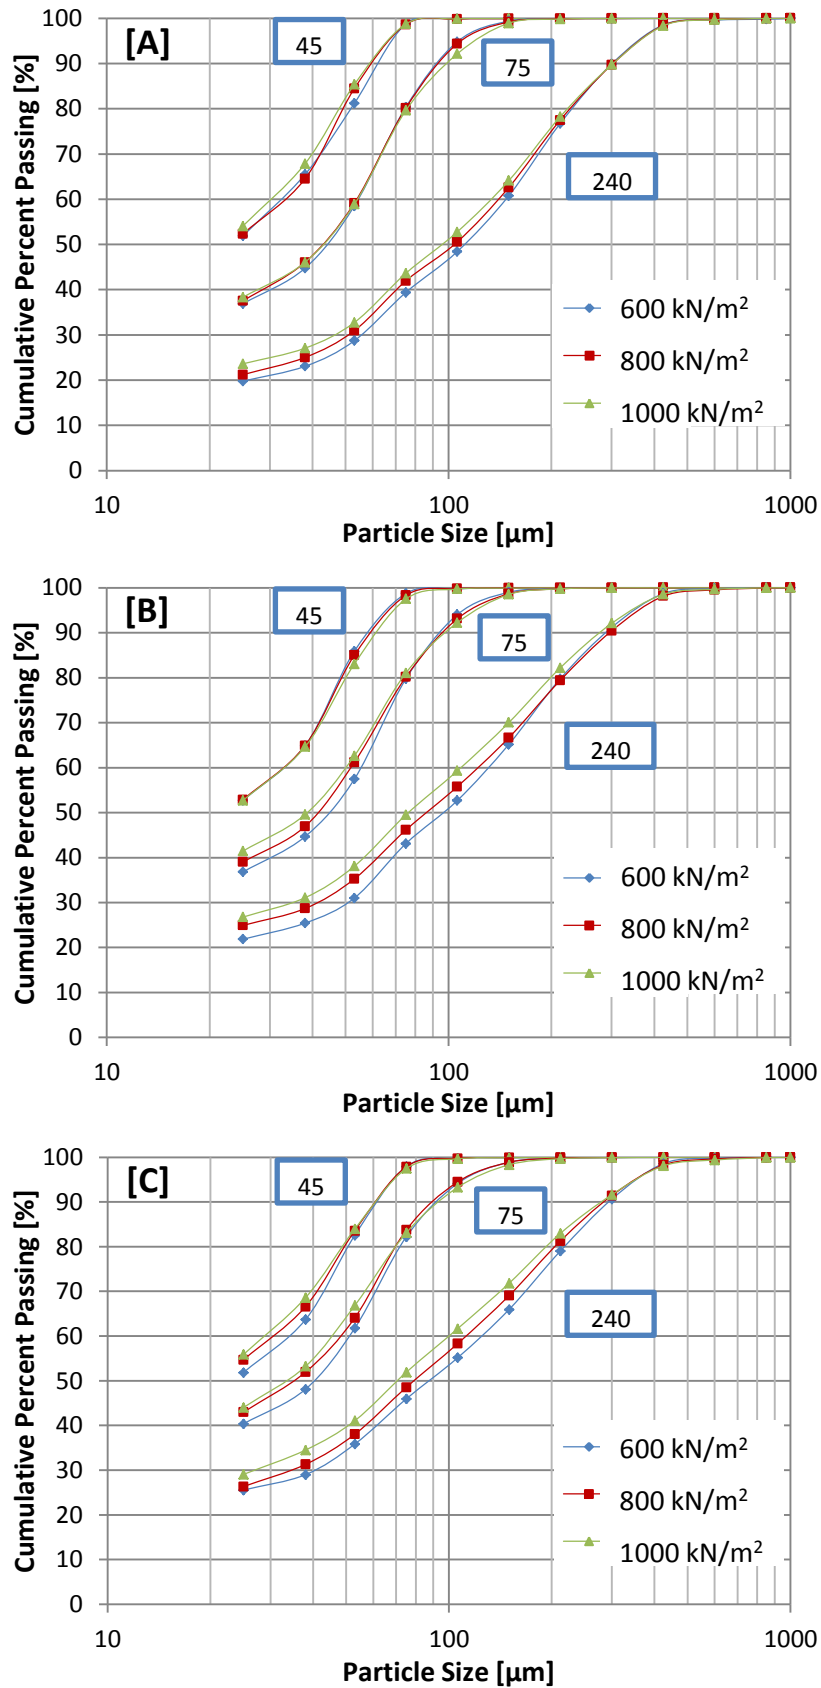 [A]
45
75
240
Cumulative Percent Passing [%]
100
90
80
70
60
50
40
30
20
10
0
600 kN/m²
800 kN/m²
1000 kN/m²
10 100 1000
Particle Size [µm]
[B]
45
75
240
Cumulative Percent Passing [%]
100
90
80
70
60
50
40
30
20
10
0
600 kN/m²
800 kN/m²
1000 kN/m²
10 100 1000
Particle Size [µm]
[C]
45
75
240
Cumulative Percent Passing [%]
100
90
80
70
60
50
40
30
20
10
0
600 kN/m²
800 kN/m²
1000 kN/m²
10 100 1000
Particle Size [µm]